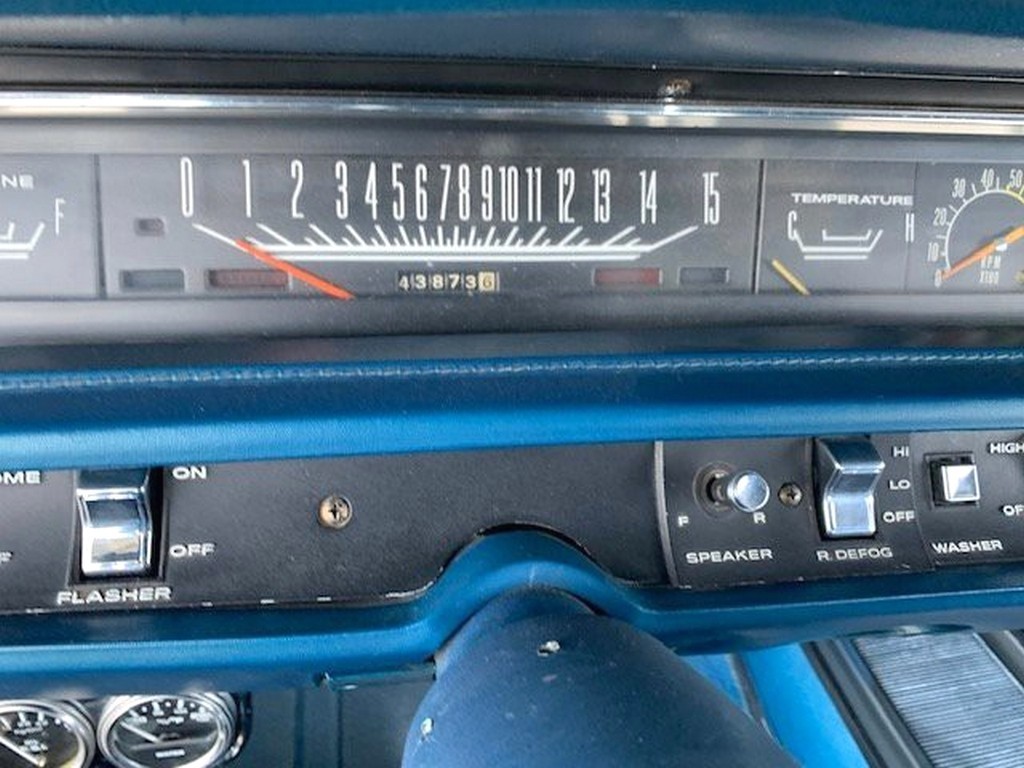 NE
F
0 1 2 3 4 5 6 7 8 9 10 11 12 13 14 15
438736
TEMPERATURE
C H
0 10 20 30 40 50
RPM
X100
OME
ON
OFF
FLASHER
F R
SPEAKER
HI
LO
OFF
R. DEFOG
HIGH
OF
WASHER